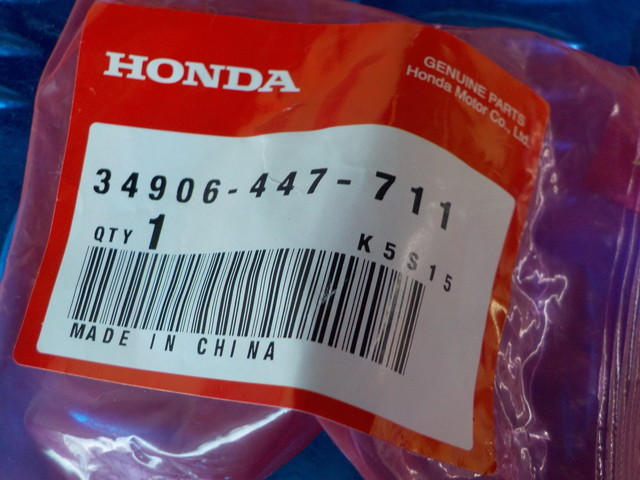 HONDA
GENUINE PARTS
Honda Motor Co., Ltd.
34906-447-711
QTY 1
K5S15
MADE IN CHINA